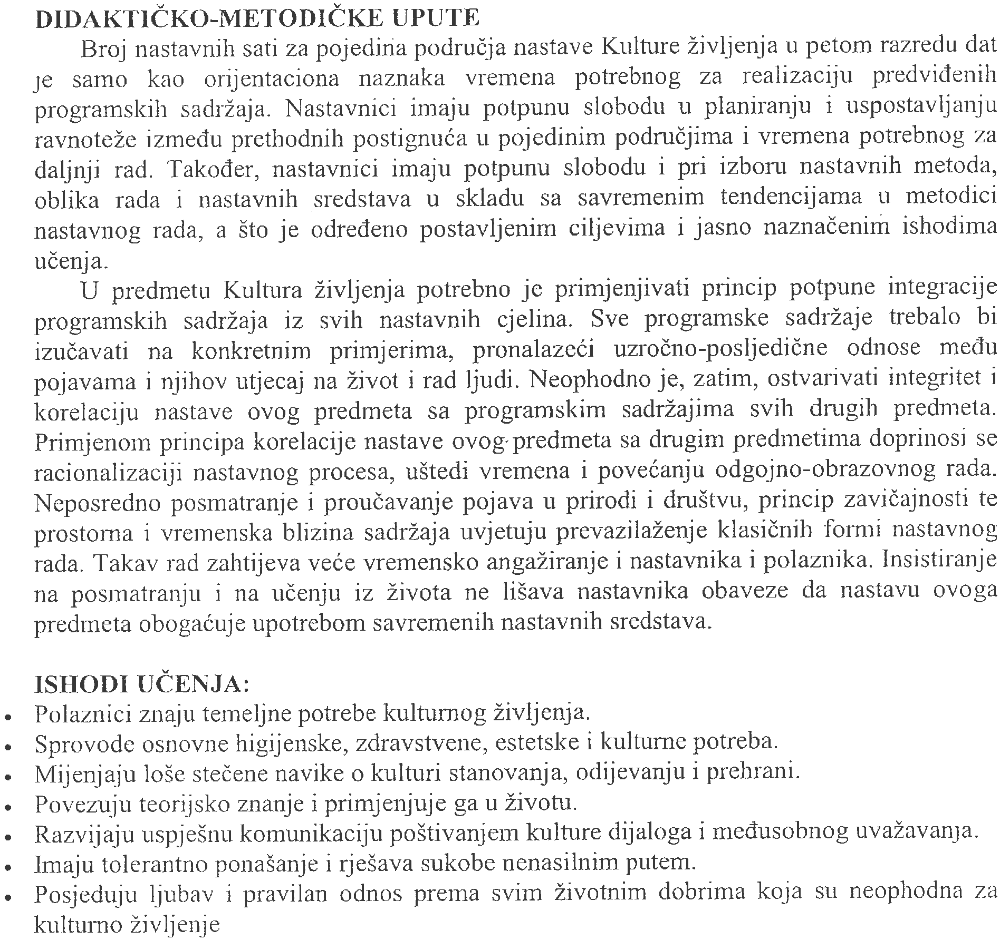 DIDAKTIČKO-METODIČKE UPUTE
Broj nastavnih sati za pojedina područja nastave Kulture življenja u petom razredu dat
je samo kao orijentaciona naznaka vremena potrebnog za realizaciju predviđenih
programskih sadržaja. Nastavnici imaju potpunu slobodu u planiranju i uspostavljanju
ravnoteže između prethodnih postignuća u pojedinim područjima i vremena potrebnog za
daljnji rad. Također, nastavnici imaju potpunu slobodu i pri izboru nastavnih metoda,
oblika rada i nastavnih sredstava u skladu sa savremenim tendencijama u metodici
nastavnog rada, a što je određeno postavljenim ciljevima i jasno naznačenim ishodima
učenja.
U predmetu Kultura življenja potrebno je primjenjivati princip potpune integracije
programskih sadržaja iz svih nastavnih cjelina. Sve programske sadržaje trebalo bi
izučavati na konkretnim primjerima, pronalazeći uzročno-posljedične odnose među
pojavama i njihov utjecaj na život i rad ljudi. Neophodno je, zatim, ostvarivati integritet i
korelaciju nastave ovog predmeta sa programskim sadržajima svih drugih predmeta.
Primjenom principa korelacije nastave ovog predmeta sa drugim predmetima doprinosi se
racionalizaciji nastavnog procesa, uštedi vremena i povećanju odgojno-obrazovnog rada.
Neposredno posmatranje i proučavanje pojava u prirodi i društvu, princip zavičajnosti te
prostorna i vremenska blizina sadržaja uvjetuju prevazilaženje klasičnih formi nastavnog
rada. Takav rad zahtijeva veće vremensko angažiranje i nastavnika i polaznika. Insistiranje
na posmatranju i na učenju iz života ne lišava nastavnika obaveze da nastavu ovoga
predmeta obogaćuje upotrebom savremenih nastavnih sredstava.
ISHODI UČENJA:
• Polaznici znaju temeljne potrebe kulturnog življenja.
• Sprovode osnovne higijenske, zdravstvene, estetske i kulturne potreba.
• Mijenjaju loše stečene navike o kulturi stanovanja, odijevanju i prehrani.
• Povezuju teorijsko znanje i primjenjuje ga u životu.
• Razvijaju uspješnu komunikaciju poštivanjem kulture dijaloga i međusobnog uvažavanja.
• Imaju tolerantno ponašanje i rješava sukobe nenasilnim putem.
• Posjeduju ljubav i pravilan odnos prema svim životnim dobrima koja su neophodna za
kulturno življenje